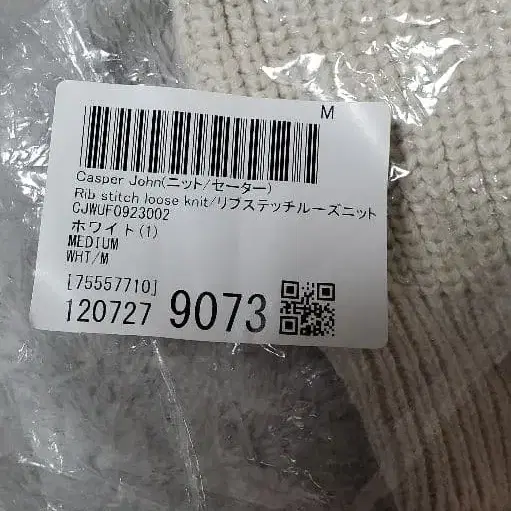 M
Casper John(ニット/セーター)
Rib stitch loose knit/リブステッチルーズニット
CJWUF0923002
ホワイト(1)
MEDIUM
WHT/M
[75557710]
120727 9073